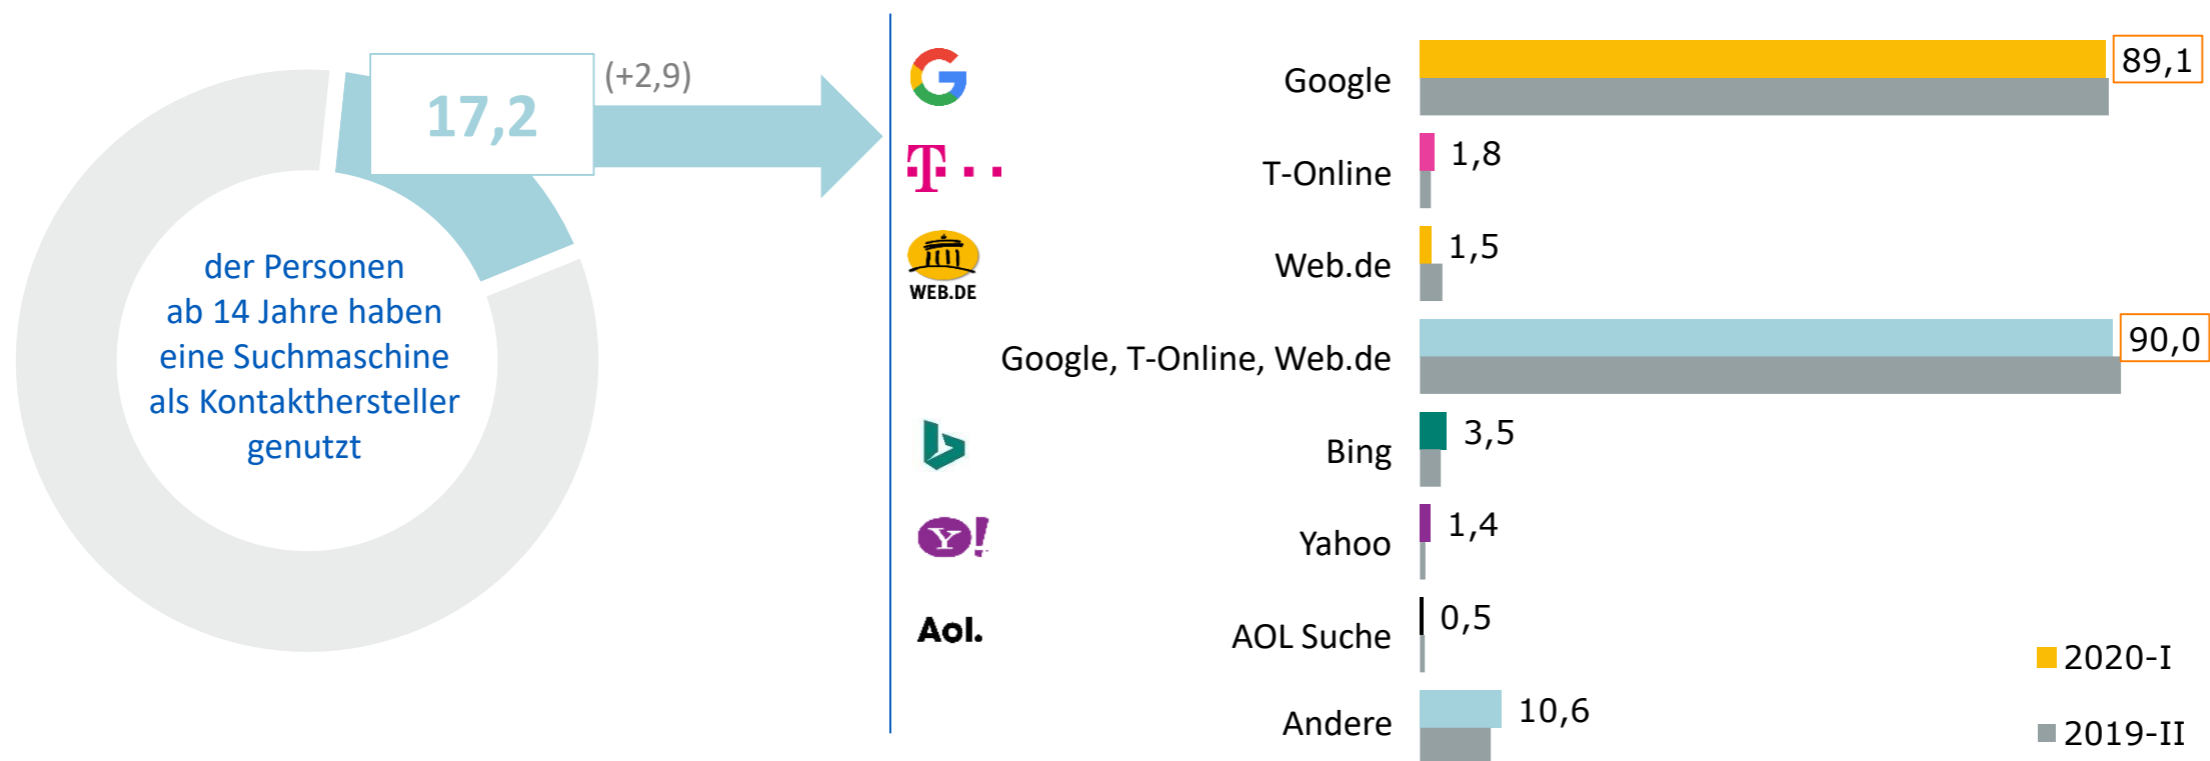 17,2
(+2,9)
der Personen
ab 14 Jahre haben
eine Suchmaschine
als Kontakthersteller
genutzt
Google 89,1
T · ·
T-Online 1,8
WEB.DE
Web.de 1,5
Google, T-Online, Web.de 90,0
Bing 3,5
Y!
Yahoo 1,4
Aol.
AOL Suche 0,5
Andere 10,6
2020-I
2019-II